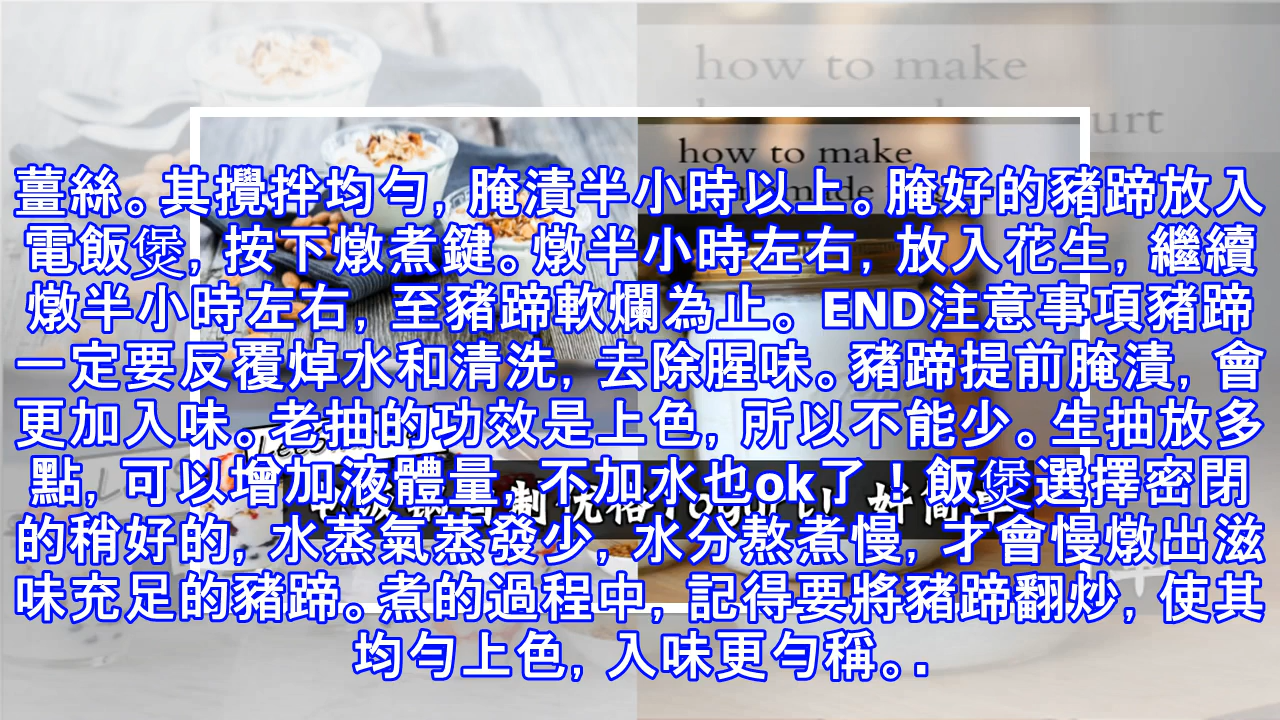 how to make
urt
how to make
薑絲。其攪拌均勻, 腌漬半小時以上。腌好的豬蹄放入
電飯煲, 按下燉煮鍵。燉半小時左右, 放入花生, 繼續
燉半小時左右, 至豬蹄軟爛為止。END注意事項豬蹄
一定要反覆焯水和清洗, 去除腥味。豬蹄提前腌漬, 會
更加入味。老抽的功效是上色, 所以不能少。生抽放多
點, 可以增加液體量, 不加水也ok了！飯煲選擇密閉
的稍好的, 水蒸氣蒸發少, 水分熬煮慢, 才會慢燉出滋
味充足的豬蹄。煮的過程中, 記得要將豬蹄翻炒, 使其
均勻上色, 入味更勻稱。.